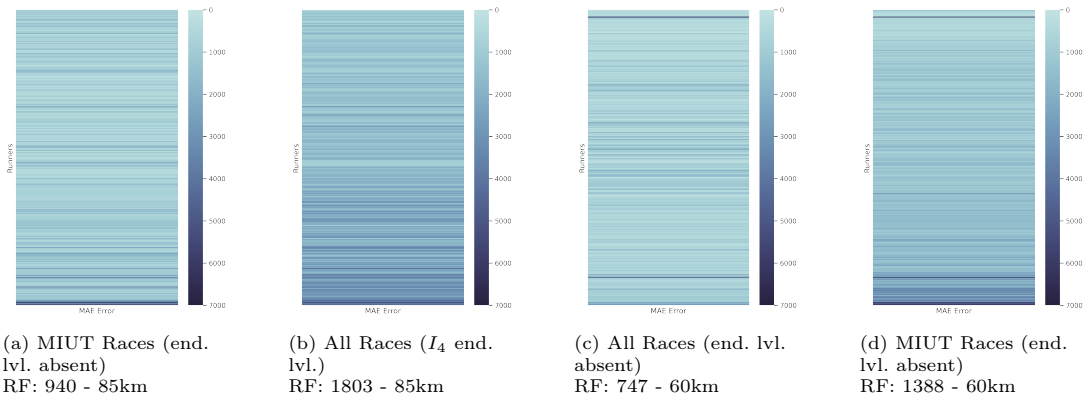 0
1000
2000
3000
4000
5000
6000
7000
Runners
MAE Error
(a) MIUT Races (end.
lvl. absent)
RF: 940 - 85km
0
1000
2000
3000
4000
5000
6000
7000
Runners
MAE Error
(b) All Races (I4 end.
lvl.)
RF: 1803 - 85km
0
1000
2000
3000
4000
5000
6000
7000
Runners
MAE Error
(c) All Races (end. lvl.
absent)
RF: 747 - 60km
0
1000
2000
3000
4000
5000
6000
7000
Runners
MAE Error
(d) MIUT Races (end.
lvl. absent)
RF: 1388 - 60km